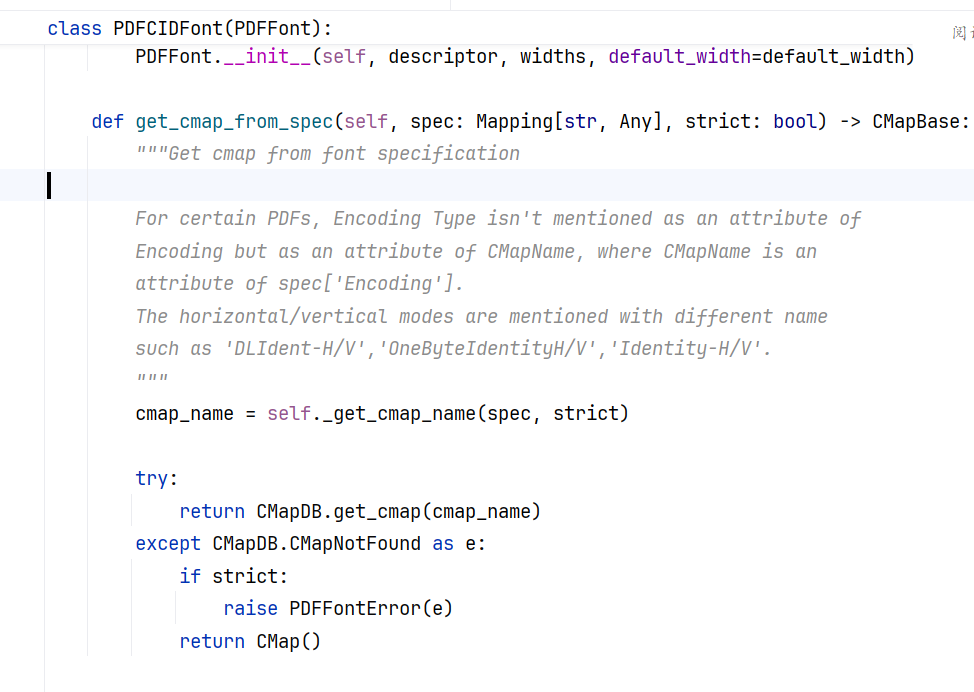 class PDFCIDFont(PDFFont):
PDFFont.__init__(self, descriptor, widths, default_width=default_width)
def get_cmap_from_spec(self, spec: Mapping[str, Any], strict: bool) -> CMapBase:
"""Get cmap from font specification
For certain PDFs, Encoding Type isn't mentioned as an attribute of
Encoding but as an attribute of CMapName, where CMapName is an
attribute of spec['Encoding'].
The horizontal/vertical modes are mentioned with different name
such as 'DLIdent-H/V','OneByteIdentityH/V','Identity-H/V'.
"""
cmap_name = self._get_cmap_name(spec, strict)
try:
return CMapDB.get_cmap(cmap_name)
except CMapDB.CMapNotFound as e:
if strict:
raise PDFFontError(e)
return CMap()